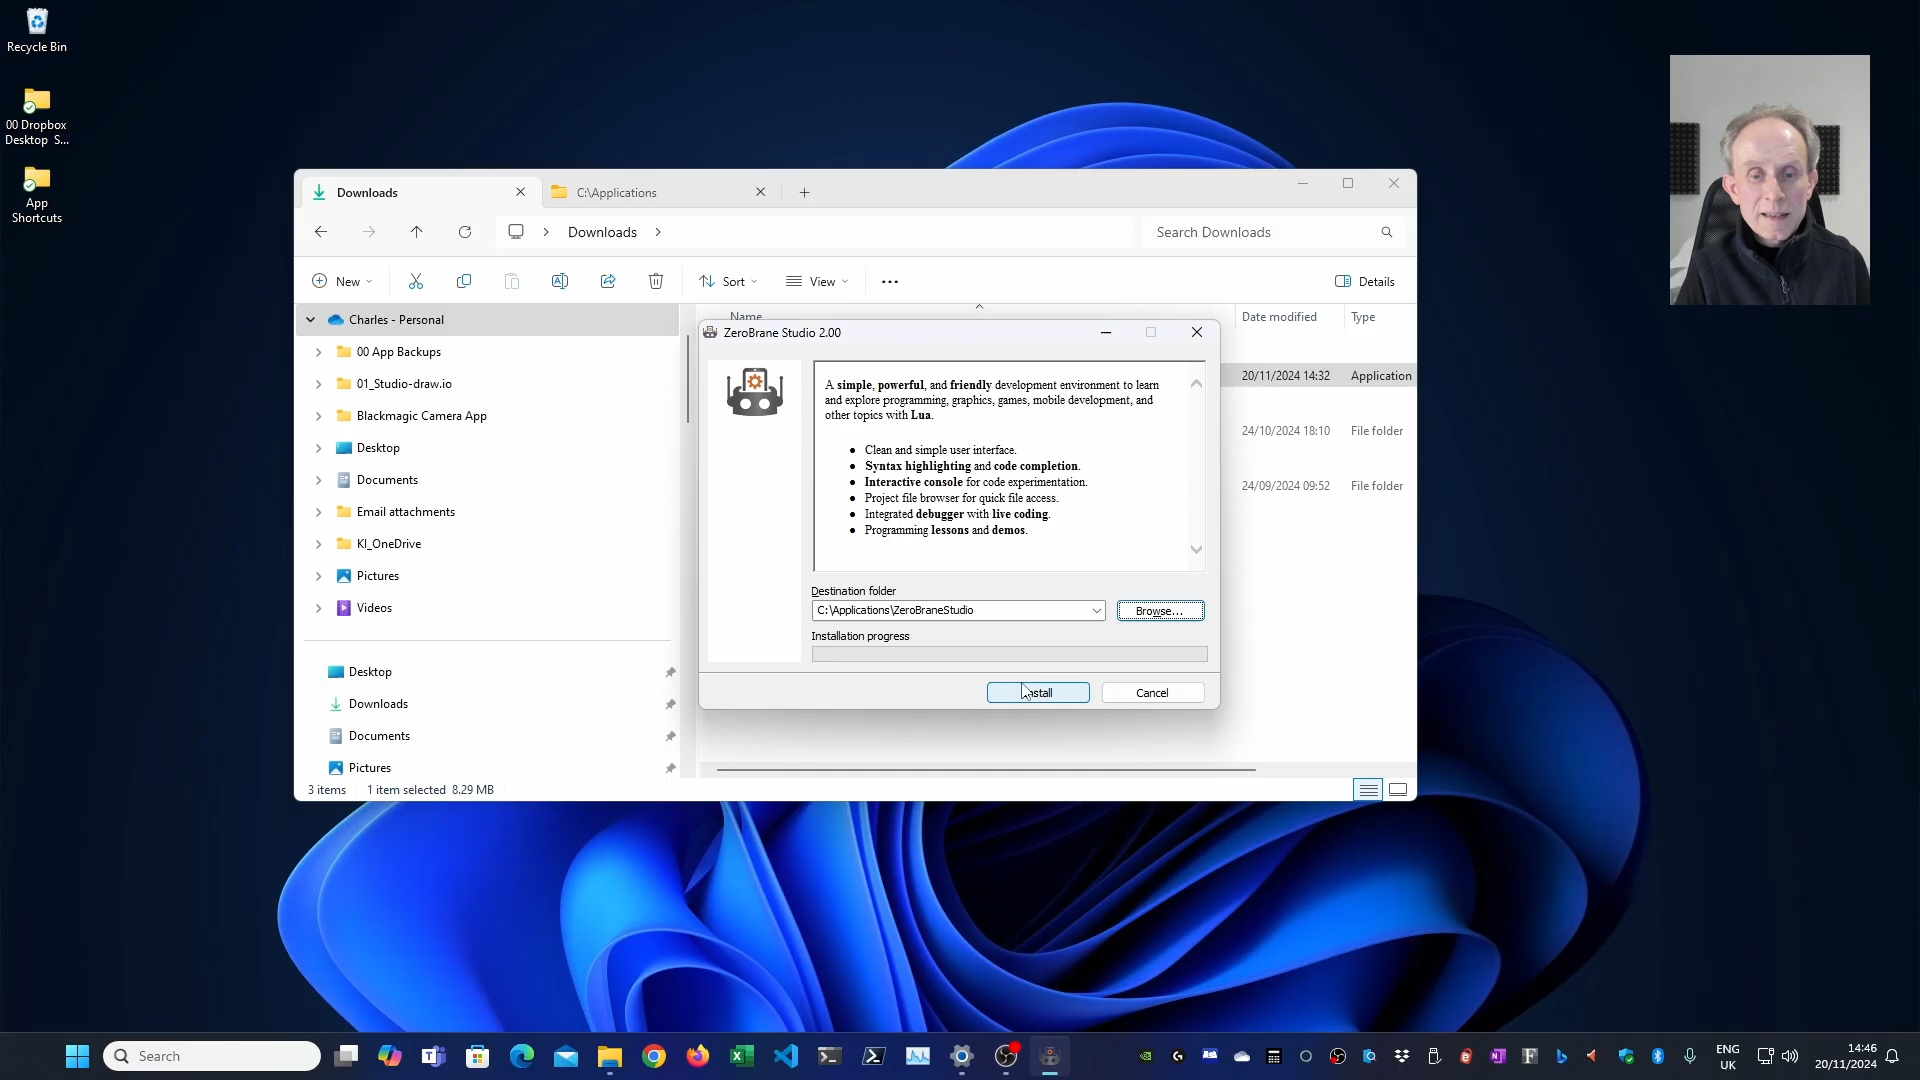 Recycle Bin
00 Dropbox
Desktop S...
App
Shortcuts
Downloads
C:\Applications
Downloads
Search Downloads
New
Sort
View
Details
Charles - Personal
00 App Backups
01_Studio-draw.io
Blackmagic Camera App
Desktop
Documents
Email attachments
KI_OneDrive
Pictures
Videos
Desktop
Downloads
Documents
Pictures
3 items
1 item selected 8.29 MB
Name
Date modified
Type
20/11/2024 14:32
Application
24/10/2024 18:10
File folder
24/09/2024 09:52
File folder
ZeroBrane Studio 2.00
A simple, powerful, and friendly development environment to learn
and explore programming, graphics, games, mobile development, and
other topics with Lua.
Clean and simple user interface.
Syntax highlighting and code completion.
Interactive console for code experimentation.
Project file browser for quick file access.
Integrated debugger with live coding.
Programming lessons and demos.
Destination folder
C:\Applications\ZeroBraneStudio
Browse...
Installation progress
Install
Cancel
Search
ENG
UK
14:46
20/11/2024